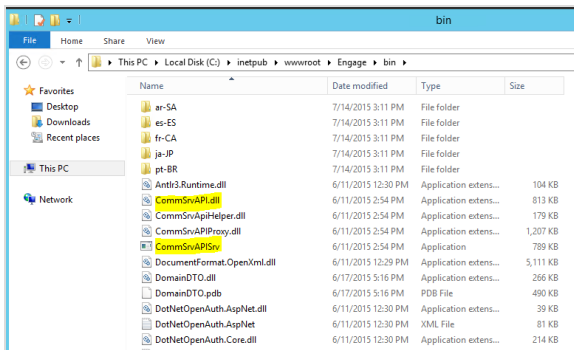 bin
File Home Share View
This PC Local Disk (C:) inetpub wwwroot Engage bin
Favorites
Desktop
Downloads
Recent places
This PC
Network
Name Date modified Type Size
ar-SA 7/14/2015 3:11 PM File folder
es-ES 7/14/2015 3:11 PM File folder
fr-CA 7/14/2015 3:11 PM File folder
ja-JP 7/14/2015 3:11 PM File folder
pt-BR 7/14/2015 3:11 PM File folder
Antlr3.Runtime.dll 6/11/2015 12:30 PM Application extens... 104 KB
CommSrvAPI.dll 6/11/2015 2:54 PM Application extens... 813 KB
CommSrvApiHelper.dll 6/11/2015 2:54 PM Application extens... 179 KB
CommSrvAPIProxy.dll 6/11/2015 2:54 PM Application extens... 1,207 KB
CommSrvAPISrv 6/11/2015 2:54 PM Application 789 KB
DocumentFormat.OpenXml.dll 6/11/2015 12:29 PM Application extens... 5,111 KB
DomainDTO.dll 6/17/2015 5:16 PM Application extens... 266 KB
DomainDTO.pdb 6/17/2015 5:16 PM PDB File 490 KB
DotNetOpenAuth.AspNet.dll 6/11/2015 12:30 PM Application extens... 39 KB
DotNetOpenAuth.AspNet 6/11/2015 12:30 PM XML File 81 KB
DotNetOpenAuth.Core.dll 6/11/2015 12:30 PM Application extens... 214 KB